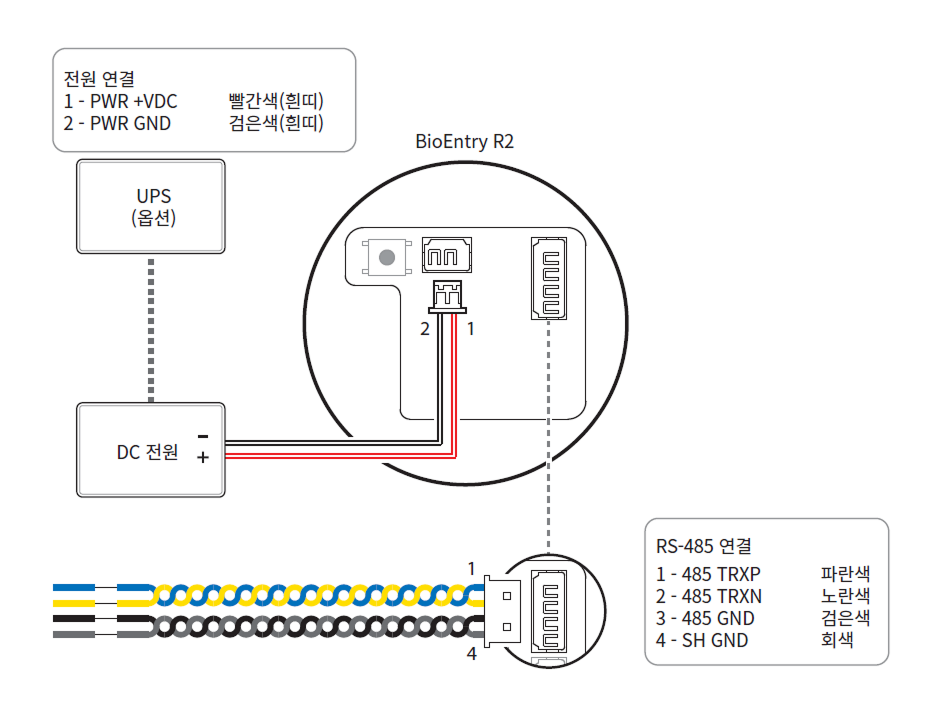 전원 연결
1 - PWR +VDC 빨간색(흰띠)
2 - PWR GND 검은색(흰띠)
BioEntry R2
UPS
(옵션)
2 1
DC 전원
-
+
RS-485 연결
1 - 485 TRXP 파란색
2 - 485 TRXN 노란색
3 - 485 GND 검은색
4 - SH GND 회색
1
4